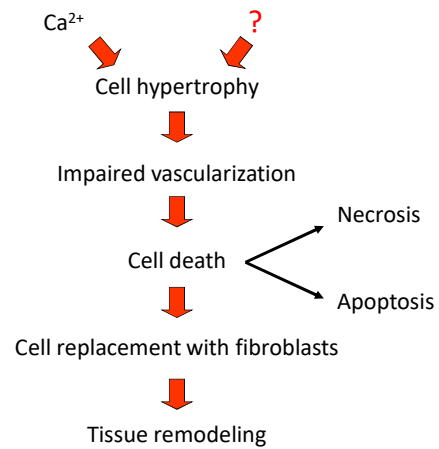 Ca²⁺
?
Cell hypertrophy
Impaired vascularization
Necrosis
Cell death
Apoptosis
Cell replacement with fibroblasts
Tissue remodeling